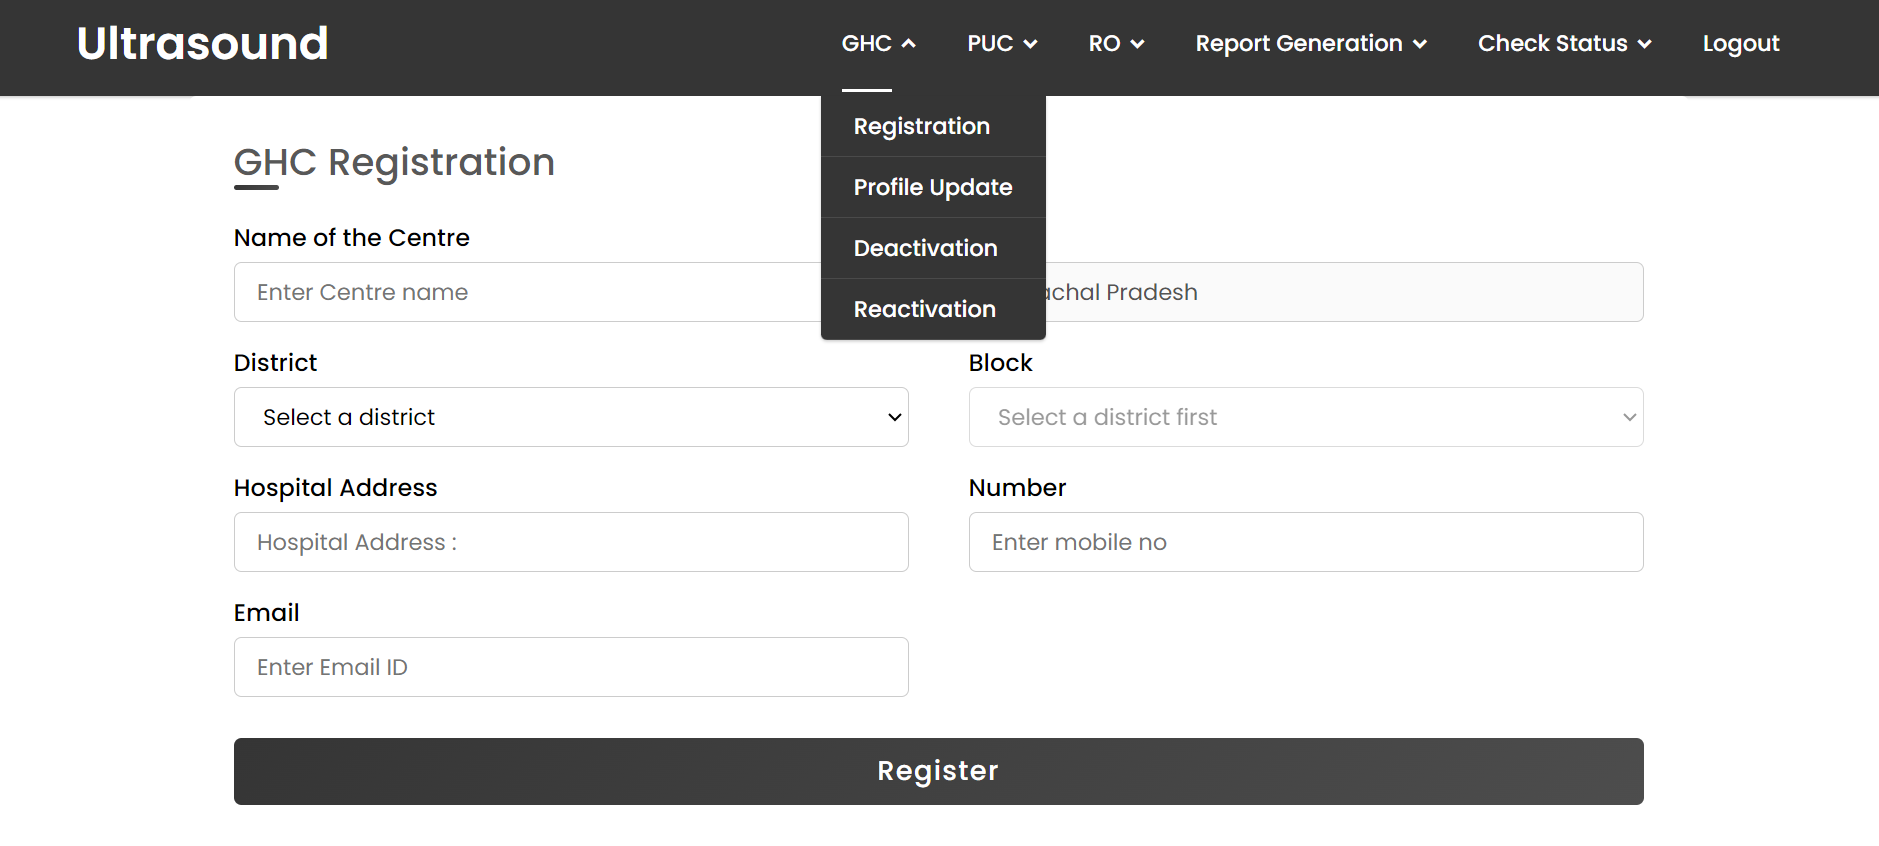 Ultrasound
GHC PUC RO Report Generation Check Status Logout
Registration
Profile Update
Deactivation
Reactivation
GHC Registration
Name of the Centre
Enter Centre name
Pradesh
District
Select a district
Block
Select a district first
Hospital Address
Hospital Address :
Number
Enter mobile no
Email
Enter Email ID
Register